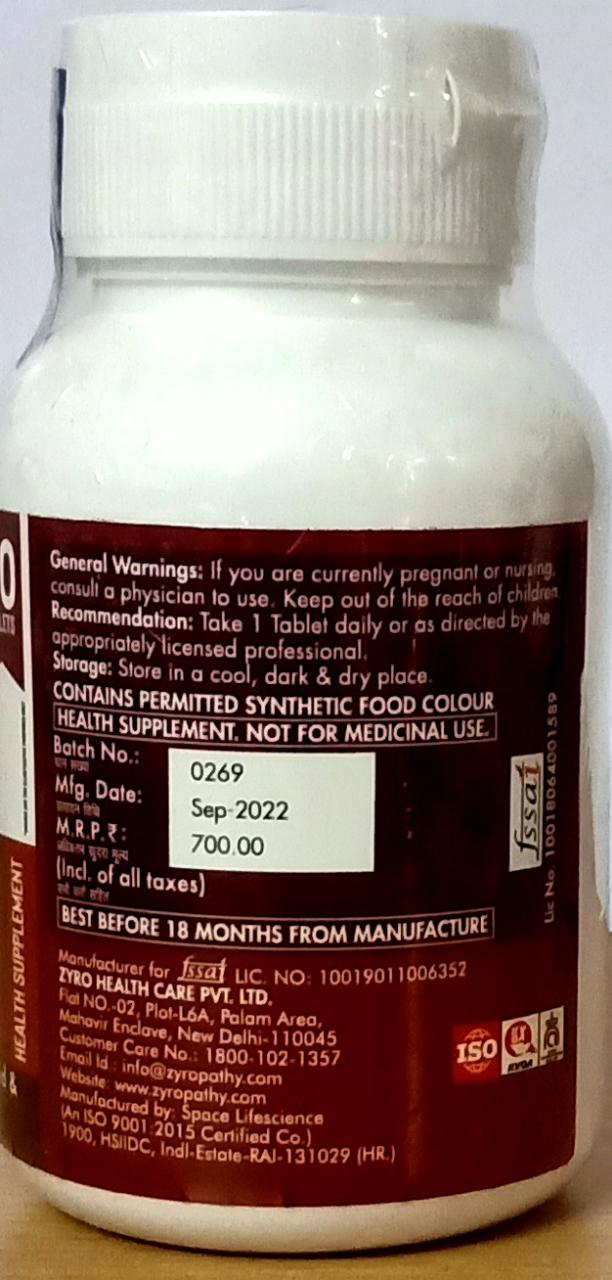 General Warnings: If you are currently pregnant or nursing,
consult a physician to use. Keep out of the reach of children.
Recommendation: Take 1 Tablet daily or as directed by the
appropriately licensed professional.
Storage: Store in a cool, dark & dry place.
CONTAINS PERMITTED SYNTHETIC FOOD COLOUR
HEALTH SUPPLEMENT. NOT FOR MEDICINAL USE.
Batch No.: 0269
Mfg. Date: Sep-2022
M.R.P.₹: 700.00
अधिकतम खुदरा मूल्य
(Incl. of all taxes)
सभी करों सहित
BEST BEFORE 18 MONTHS FROM MANUFACTURE
fssai
Lic No. 10018064001589
Manufacturer for fssai LIC. NO: 10019011006352
ZYRO HEALTH CARE PVT. LTD.
Flat NO.-02, Plot-L6A, Palam Area,
Mahavir Enclave, New Delhi-110045
Customer Care No.: 1800-102-1357
Email Id : info@zyropathy.com
Website: www.zyropathy.com
Manufactured by: Space Lifescience
(An ISO 9001:2015 Certified Co.)
1900, HSIIDC, Indl-Estate-RAI-131029 (HR.)
ISO
HEALTH SUPPLEMENT